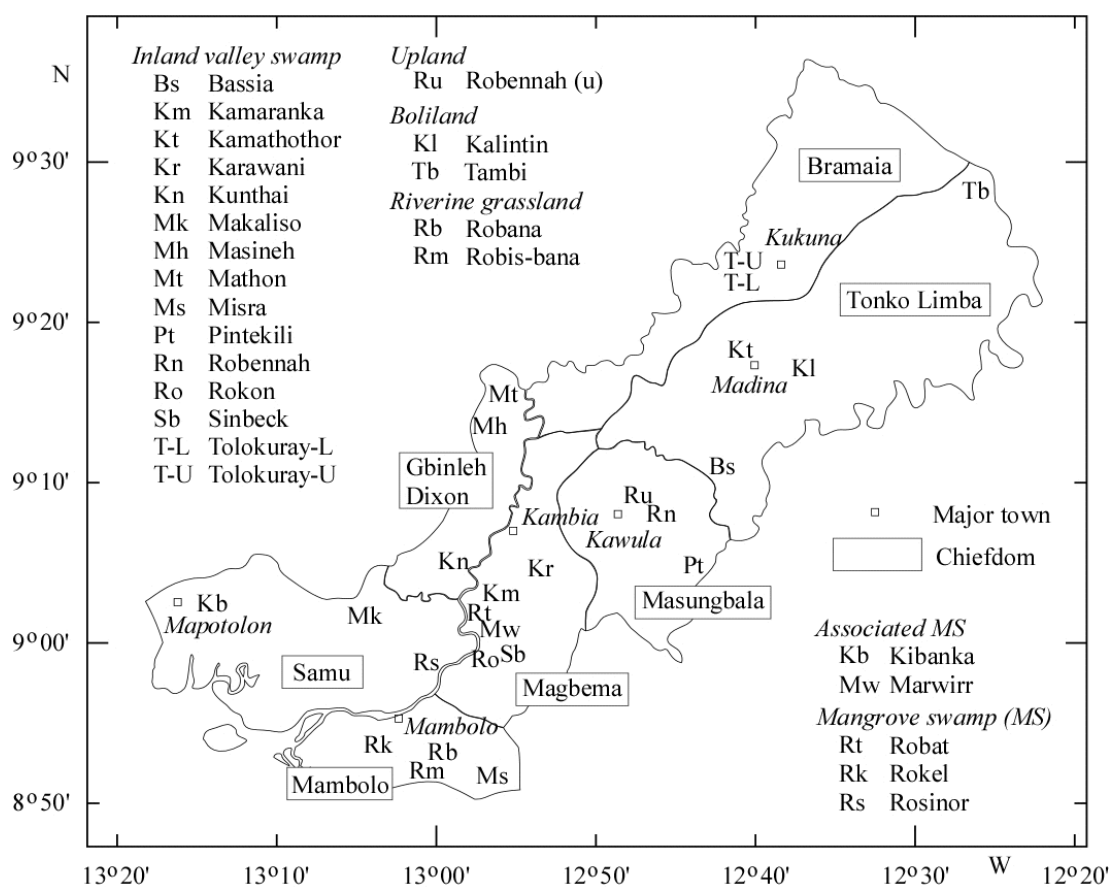 Inland valley swamp
Bs Bassia
Km Kamaranka
Kt Kamathothor
Kr Karawani
Kn Kunthai
Mk Makaliso
Mh Masineh
Mt Mathon
Ms Misra
Pt Pintekili
Rn Robennah
Ro Rokon
Sb Sinbeck
T-L Tolokuray-L
T-U Tolokuray-U
Upland
Ru Robennah (u)
Boliland
Kl Kalintin
Tb Tambi
Riverine grassland
Rb Robana
Rm Robis-bana
N
9°30'
9°20'
9°10'
9°00'
8°50'
Bramaia
Tb
Kukuna
T-U
T-L
Tonko Limba
Kt
Kl
Madina
Mt
Mh
Gbinleh
Dixon
Bs
Ru
Rn
Kambia
Kawula
Kn
Kr
Pt
Km
Masungbala
Rt
Mw
Kb
Mapotolon
Mk
Samu
Rs
Ro
Sb
Magbema
Mambolo
Rk
Rb
Rm
Ms
Mambolo
Major town
Chiefdom
Associated MS
Kb Kibanka
Mw Marwirr
Mangrove swamp (MS)
Rt Robat
Rk Rokel
Rs Rosinor
W
13°20' 13°10' 13°00' 12°50' 12°40' 12°30' 12°20'